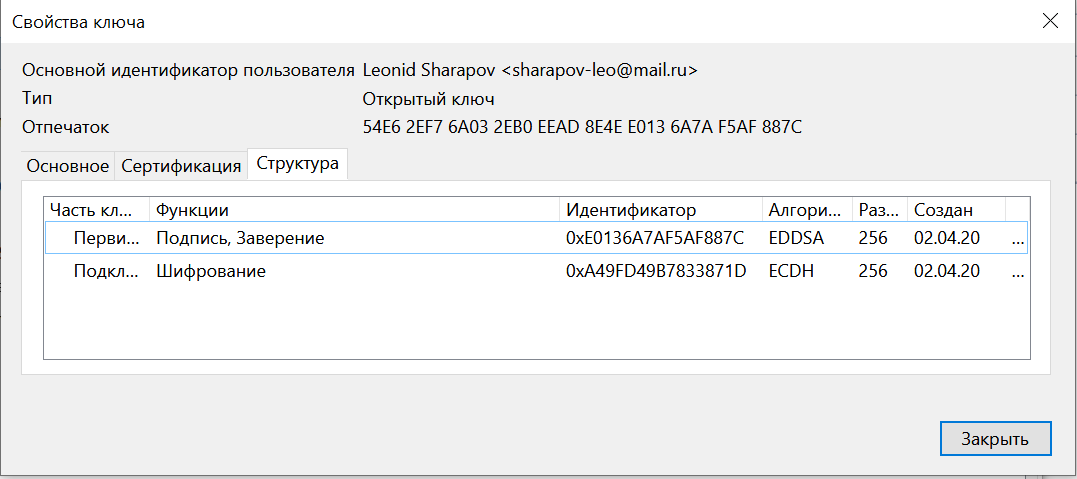 Свойства ключа
Основной идентификатор пользователя Leonid Sharapov <sharapov-leo@mail.ru>
Тип Открытый ключ
Отпечаток 54E6 2EF7 6A03 2EB0 EEAD 8E4E E013 6A7A F5AF 887C
Основное Сертификация Структура
Часть кл... Функции Идентификатор Алгори... Раз... Создан
Перви... Подпись, Заверение 0xE0136A7AF5AF887C EDDSA 256 02.04.20 ...
Подкл... Шифрование 0xA49FD49B7833871D ECDH 256 02.04.20 ...
Закрыть